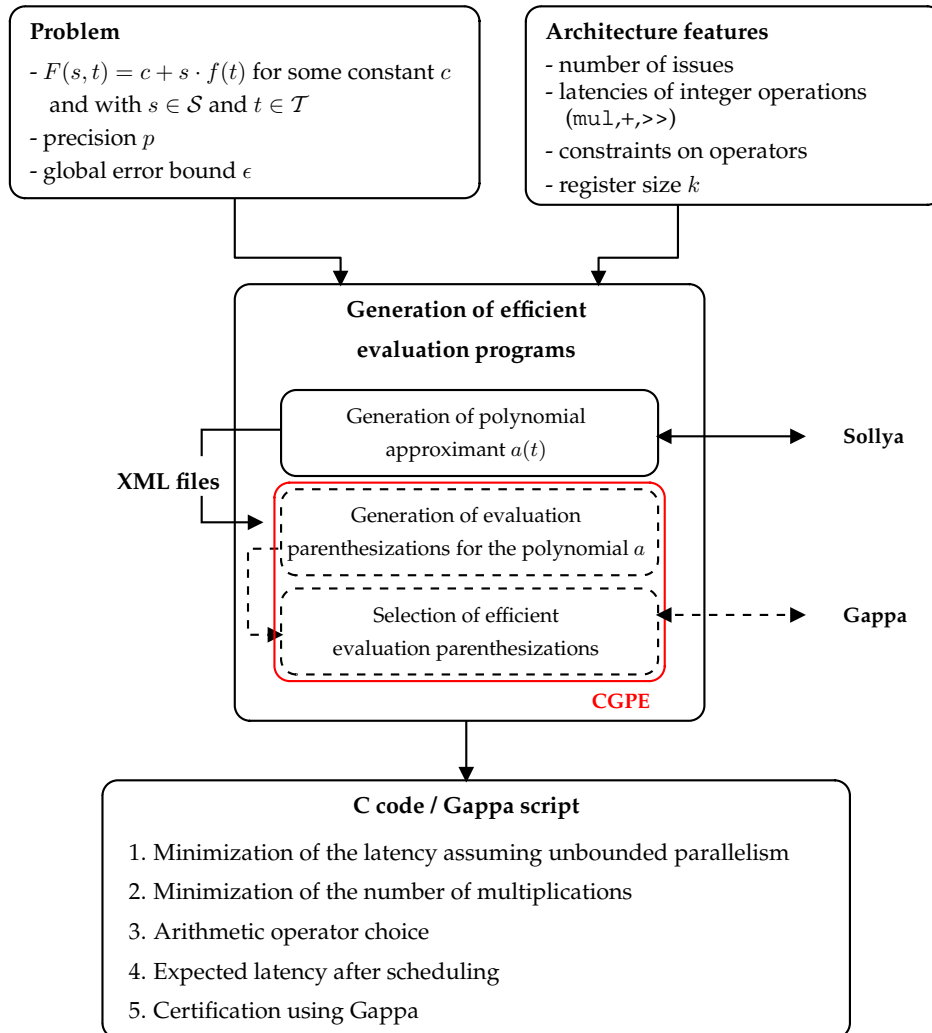 Problem
- F(s, t) = c + s · f(t) for some constant c
and with s ∈ 𝒮 and t ∈ 𝒯
- precision p
- global error bound ϵ
Architecture features
- number of issues
- latencies of integer operations
(mul,+,>>)
- constraints on operators
- register size k
Generation of efficient
evaluation programs
Generation of polynomial
approximant a(t)
Sollya
XML files
Generation of evaluation
parenthesizations for the polynomial a
Selection of efficient
evaluation parenthesizations
Gappa
CGPE
C code / Gappa script
1. Minimization of the latency assuming unbounded parallelism
2. Minimization of the number of multiplications
3. Arithmetic operator choice
4. Expected latency after scheduling
5. Certification using Gappa